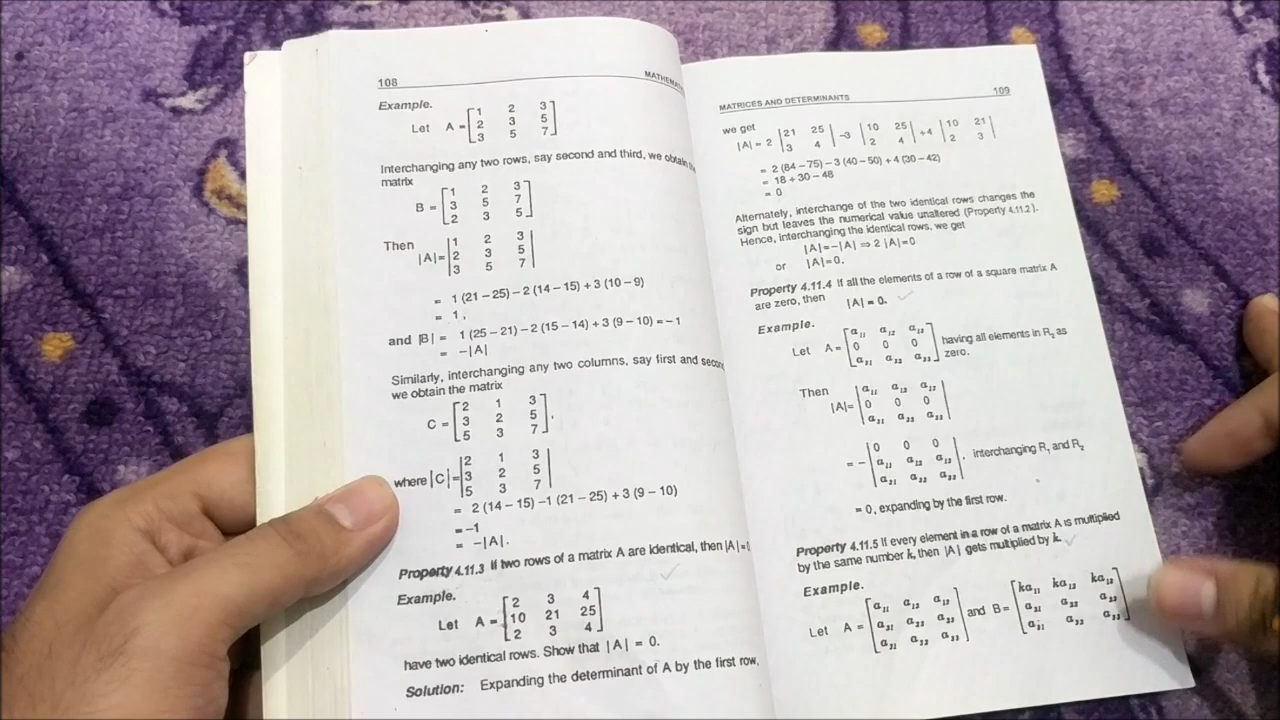 108
MATHEMAT
Example.
Let A = [1 2 3
2 3 5
3 5 7]
Interchanging any two rows, say second and third, we obtain the
matrix
B = [1 2 3
3 5 7
2 3 5]
Then |A| = |1 2 3
2 3 5
3 5 7|
= 1 (21 – 25) – 2 (14 – 15) + 3 (10 – 9)
= 1,
and |B| = 1 (25 – 21) – 2 (15 – 14) + 3 (9 – 10) = – 1
= –|A|
Similarly, interchanging any two columns, say first and second
we obtain the matrix
C = [2 1 3
3 2 5
5 3 7],
where |C| = |2 1 3
3 2 5
5 3 7|
= 2 (14 – 15) –1 (21 – 25) + 3 (9 – 10)
= –1
= –|A|.
Property 4.11.3 If two rows of a matrix A are identical, then |A| = 0
Example.
Let A = [2 3 4
10 21 25
2 3 4]
have two identical rows. Show that |A| = 0.
Solution: Expanding the determinant of A by the first row,
MATRICES AND DETERMINANTS 109
we get
|A| = 2 |21 25
3 4| –3 |10 25
2 4| +4 |10 21
2 3|
= 2 (84 – 75) – 3 (40 – 50) + 4 (30 – 42)
= 18 + 30 – 48
= 0
Alternately, interchange of the two identical rows changes the
sign but leaves the numerical value unaltered (Property 4.11.2).
Hence, interchanging the identical rows, we get
|A| = –|A| ⇒ 2 |A| = 0
or |A| = 0.
Property 4.11.4 If all the elements of a row of a square matrix A
are zero, then |A| = 0.
Example.
Let A = [a₁₁ a₁₂ a₁₃
0 0 0
a₃₁ a₃₂ a₃₃] having all elements in R₂ as
zero.
Then |A| = |a₁₁ a₁₂ a₁₃
0 0 0
a₃₁ a₃₂ a₃₃|
= – |0 0 0
a₁₁ a₁₂ a₁₃
a₃₁ a₃₂ a₃₃|, interchanging R₁ and R₂
= 0, expanding by the first row.
Property 4.11.5 If every element in a row of a matrix A is multiplied
by the same number k, then |A| gets multiplied by k.
Example.
Let A = [a₁₁ a₁₂ a₁₃
a₂₁ a₂₂ a₂₃
a₃₁ a₃₂ a₃₃] and B = [ka₁₁ ka₁₂ ka₁₃
a₂₁ a₂₂ a₂₃
a₃₁ a₃₂ a₃₃]